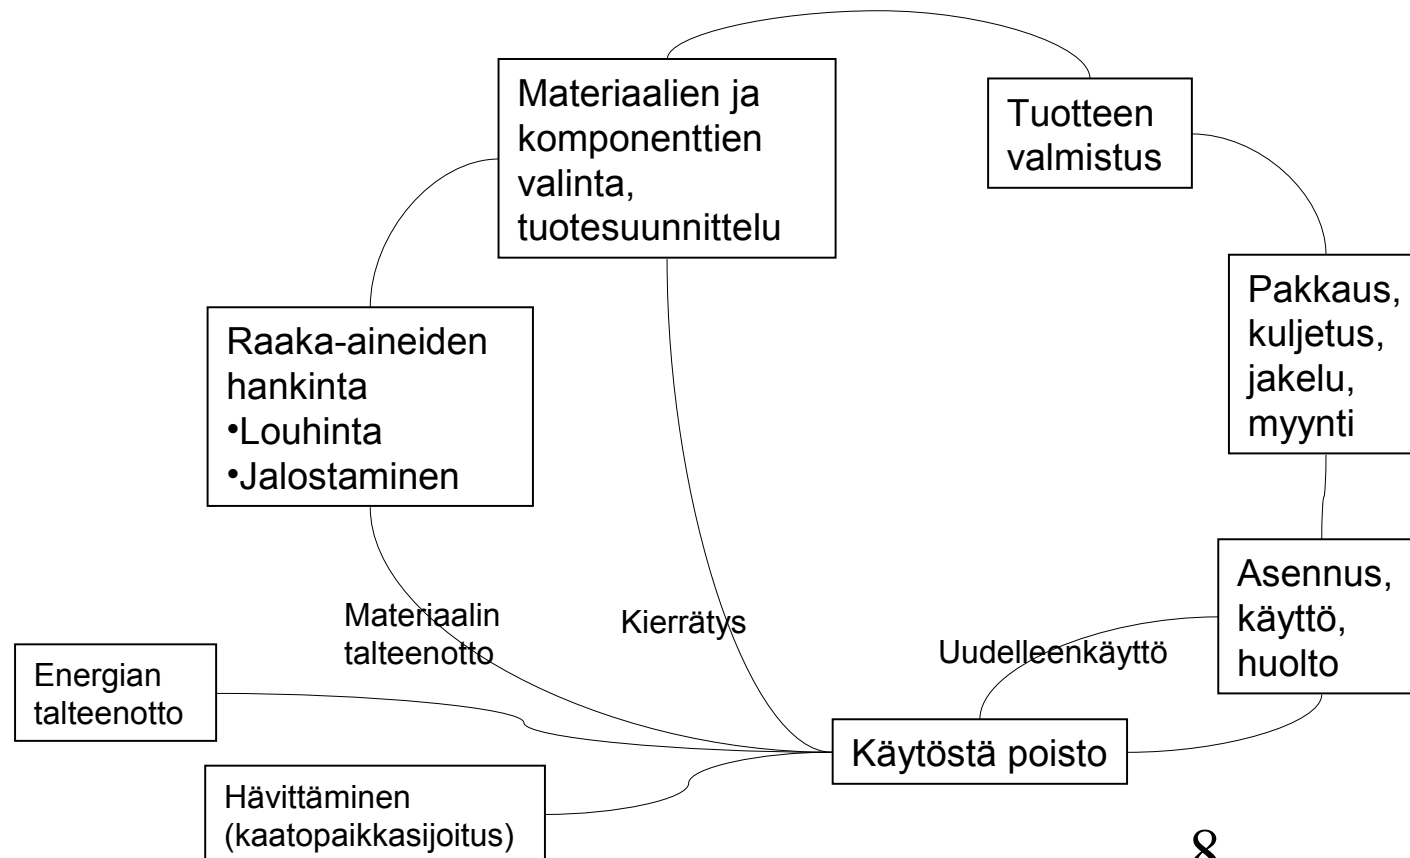 Materiaalien ja
komponenttien
valinta,
tuotesuunnittelu
Tuotteen
valmistus
Pakkaus,
kuljetus,
jakelu,
myynti
Raaka-aineiden
hankinta
•Louhinta
•Jalostaminen
Asennus,
käyttö,
huolto
Materiaalin
talteenotto
Kierrätys
Uudelleenkäyttö
Energian
talteenotto
Käytöstä poisto
Hävittäminen
(kaatopaikkasijoitus)
8